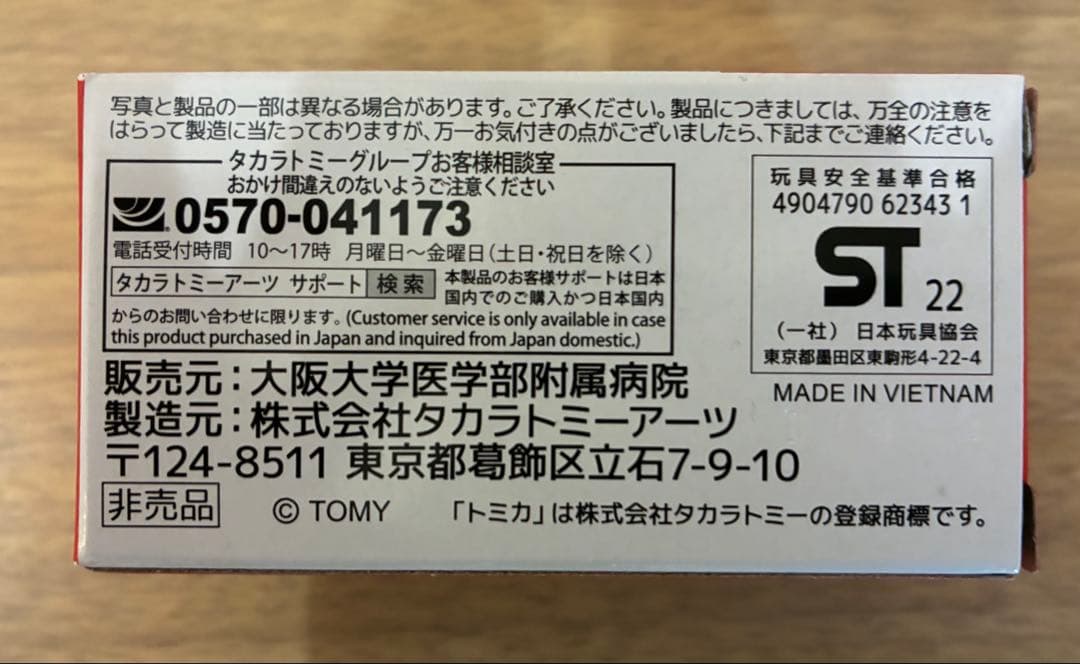 写真と製品の一部は異なる場合があります。ご了承ください。製品につきましては、万全の注意を
はらって製造に当たっておりますが、万一お気付きの点がございましたら、下記までご連絡ください。
タカラトミーグループお客様相談室
おかけ間違えのないようご注意ください
0570-041173
電話受付時間 10〜17時 月曜日〜金曜日(土日・祝日を除く)
タカラトミーアーツ サポート 検索
本製品のお客様サポートは日本
国内でのご購入かつ日本国内
からのお問い合わせに限ります。(Customer service is only available in case
this product purchased in Japan and inquired from Japan domestic.)
玩具安全基準合格
4904790 62343 1
ST 22
(一社) 日本玩具協会
東京都墨田区東駒形4-22-4
MADE IN VIETNAM
販売元:大阪大学医学部附属病院
製造元:株式会社タカラトミーアーツ
〒124-8511 東京都葛飾区立石7-9-10
非売品 © TOMY 「トミカ」は株式会社タカラトミーの登録商標です。